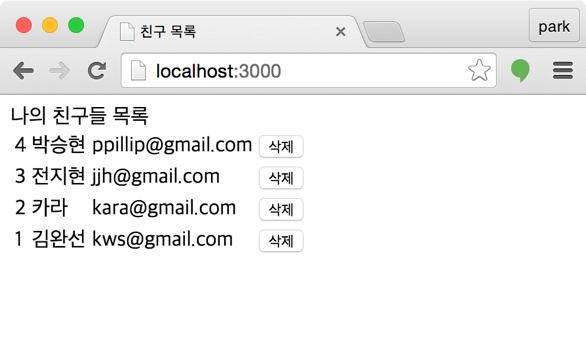 친구 목록
park
localhost:3000
나의 친구들 목록
4 박승현 ppillip@gmail.com 삭제
3 전지현 jjh@gmail.com 삭제
2 카라 kara@gmail.com 삭제
1 김완선 kws@gmail.com 삭제